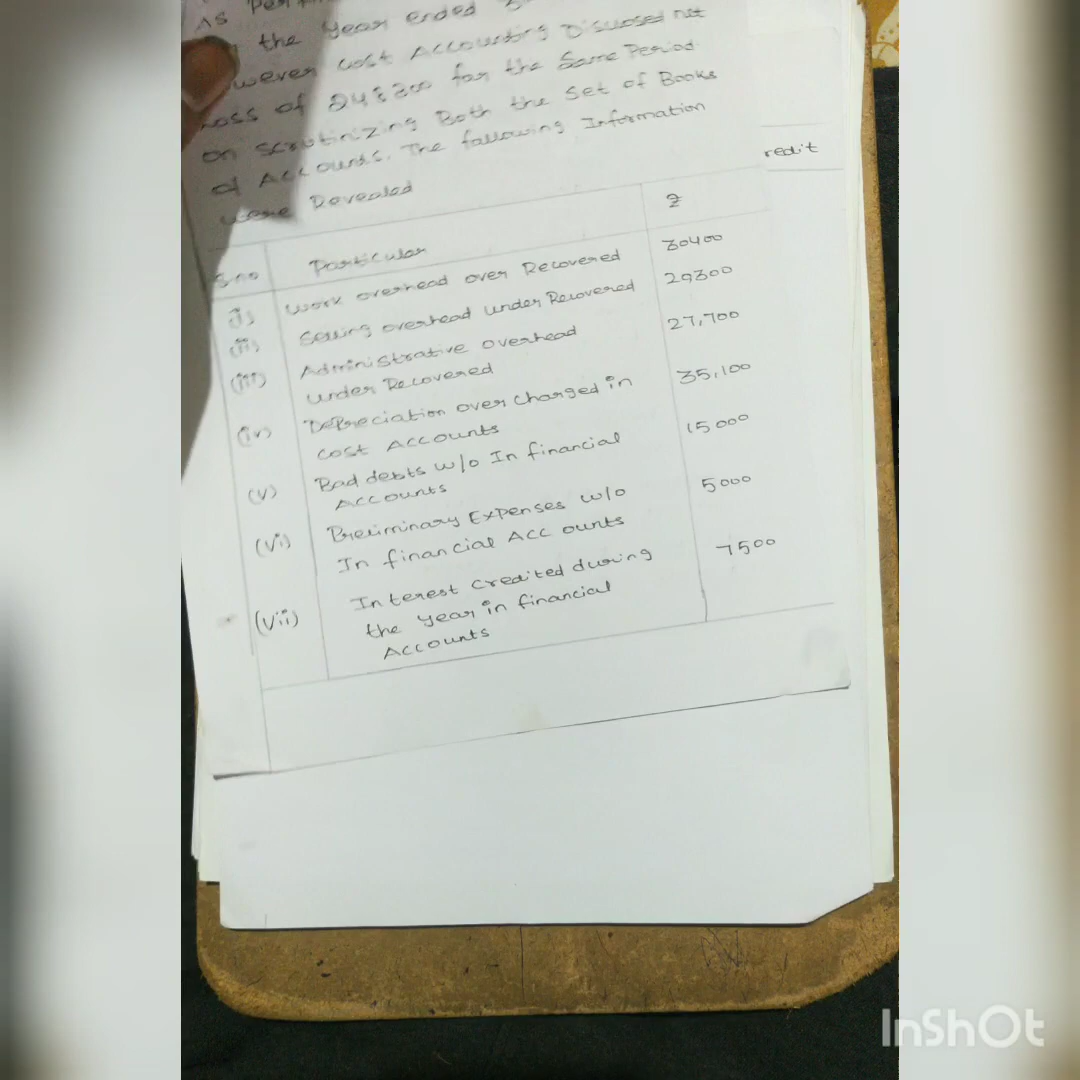 As per
the Year ended
However cost Accounting Disclosed net
Loss of 248300 for the Same Period
on scrutinizing Both the set of Books
of Accounts. The following Information
were Revealed
redit
S.no Particular ₹
(i) Work overhead over Recovered 30400
(ii) Selling overhead under Recovered 29300
(iii) Administrative overhead 27,700
under Recovered
(iv) Depreciation over charged in 35,100
cost Accounts
(v) Bad debts w/o In financial 15000
Accounts
(vi) Preliminary Expenses w/o 5000
In financial Accounts
(vii) Interest credited during 7500
the year in financial
Accounts
InShOt